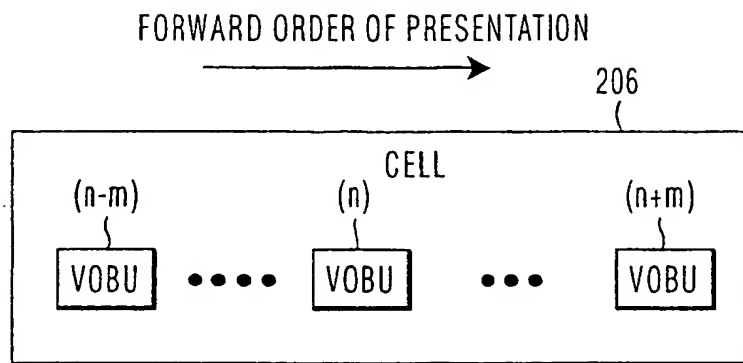 FORWARD ORDER OF PRESENTATION
206
CELL
(n-m) (n) (n+m)
VOBU •••• VOBU ••• VOBU